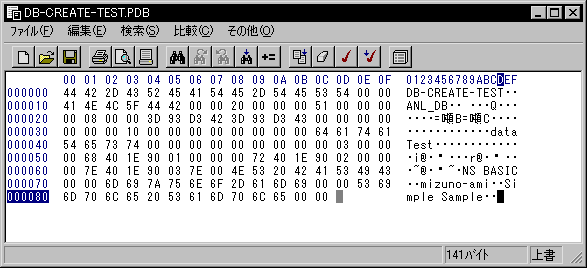 DB-CREATE-TEST.PDB
ファイル(F) 編集(E) 検索(S) 比較(C) その他(O)
00 01 02 03 04 05 06 07 08 09 0A 0B 0C 0D 0E 0F 0123456789ABCDEF
000000 44 42 2D 43 52 45 41 54 45 2D 54 45 53 54 00 00 DB-CREATE-TEST··
000010 41 4E 4C 5F 44 42 00 00 20 00 00 00 51 00 00 00 ANL_DB·· ···Q···
000020 00 08 00 00 3D 93 D3 42 3D 93 D3 43 00 00 00 00 ····=唐B=唐C····
000030 00 00 00 10 00 00 00 00 00 00 00 00 64 61 74 61 ············data
000040 54 65 73 74 00 00 00 00 00 00 00 00 00 03 00 00 Test············
000050 00 68 40 1E 90 01 00 00 00 72 40 1E 90 02 00 00
000060 00 7E 40 1E 90 03 7E 00 4E 53 20 42 41 53 49 43 NS BASIC
000070 00 00 6D 69 7A 75 6E 6F 2D 61 6D 69 00 00 53 69 ··mizuno-ami··Si
000080 6D 70 6C 65 20 53 61 6D 70 6C 65 00 00 mple Sample··
141バイト 上書